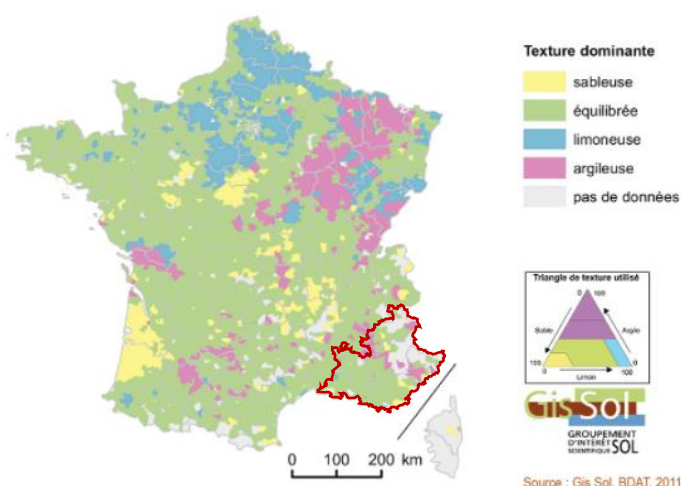 Texture dominante
sableuse
équilibrée
limoneuse
argileuse
pas de données
Triangle de texture utilisé
0 100
Sable
Argile
100 0
0 100
Limon
Gis Sol
GROUPEMENT
D'INTÉRÊT
SCIENTIFIQUE SOL
0 100 200 km
Source : Gis Sol, BDAT, 2011